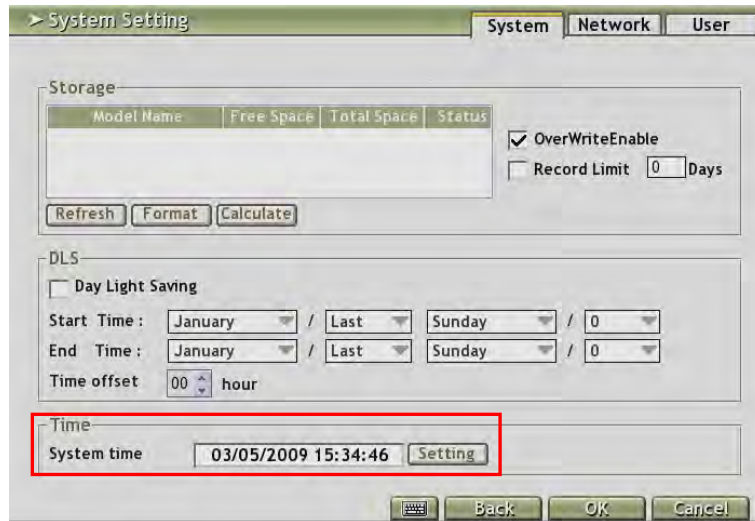 ➤ System Setting
System Network User
Storage
Model Name Free Space Total Space Status
OverWriteEnable
Record Limit 0 Days
Refresh Format Calculate
DLS
Day Light Saving
Start Time : January / Last Sunday / 0
End Time : January / Last Sunday / 0
Time offset 00 hour
Time
System time 03/05/2009 15:34:46 Setting
Back OK Cancel